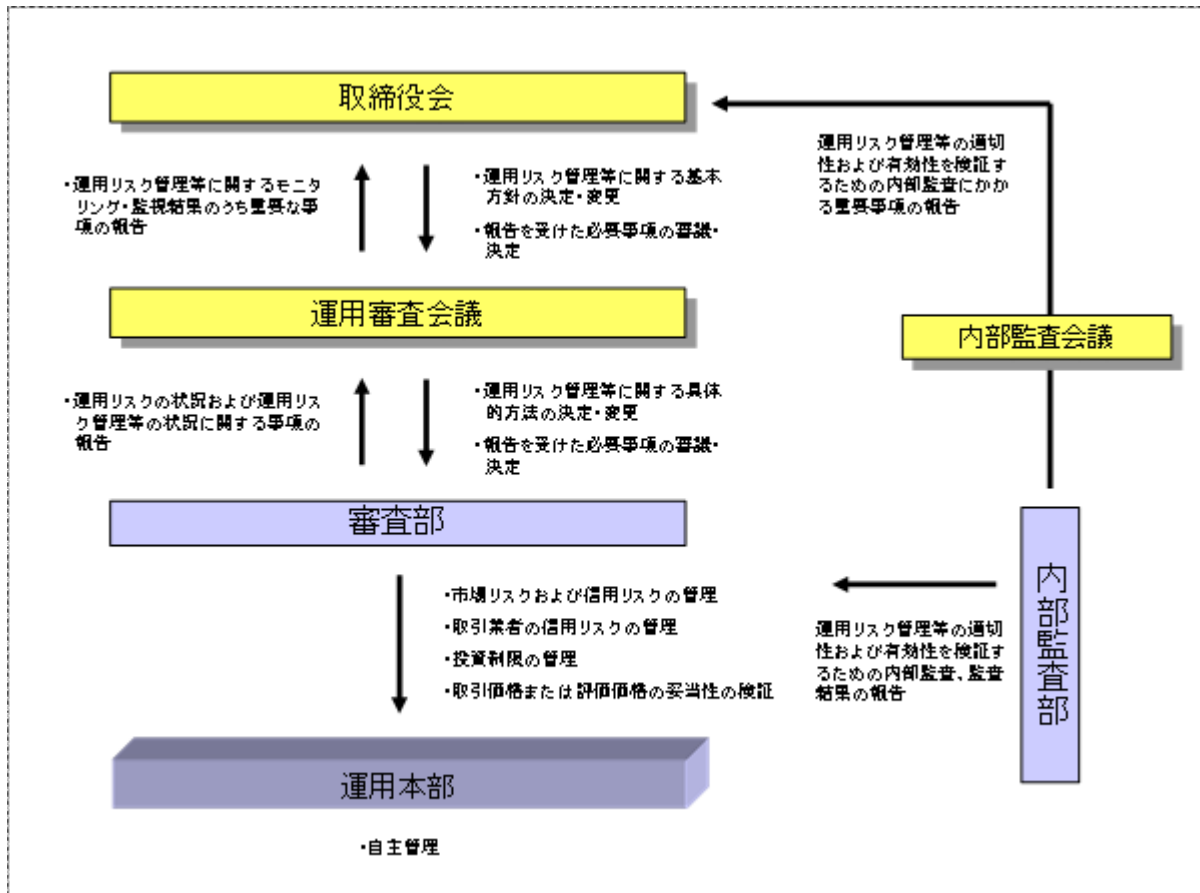 取締役会
・運用リスク管理等に関するモニ
タリング・監視結果のうち重要な事
項の報告
・運用リスク管理等に関する基本
方針の決定・変更
・報告を受けた必要事項の審議・
決定
運用リスク管理等の適切
性および有効性を検証す
るための内部監査にかか
る重要事項の報告
運用審査会議
内部監査会議
・運用リスクの状況および運用リス
ク管理等の状況に関する事項の
報告
・運用リスク管理等に関する具体
的方法の決定・変更
・報告を受けた必要事項の審議・
決定
審査部
・市場リスクおよび信用リスクの管理
・取引業者の信用リスクの管理
・投資制限の管理
・取引価格または評価価格の妥当性の検証
運用リスク管理等の適切
性および有効性を検証す
るための内部監査、監査
結果の報告
内部監査部
運用本部
・自主管理